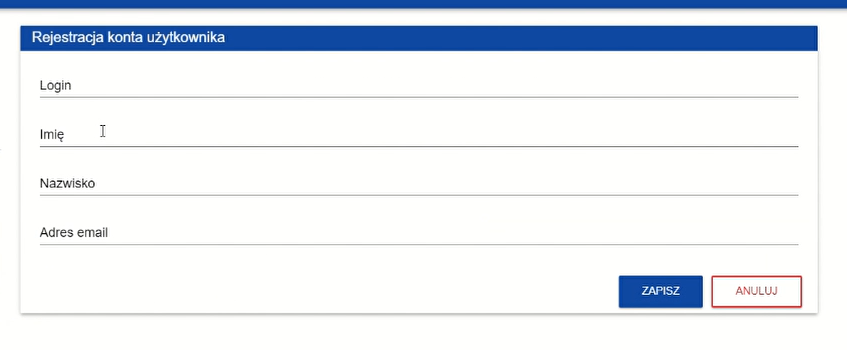 Rejestracja konta użytkownika
Login
Imię
Nazwisko
Adres email
ZAPISZ ANULUJ